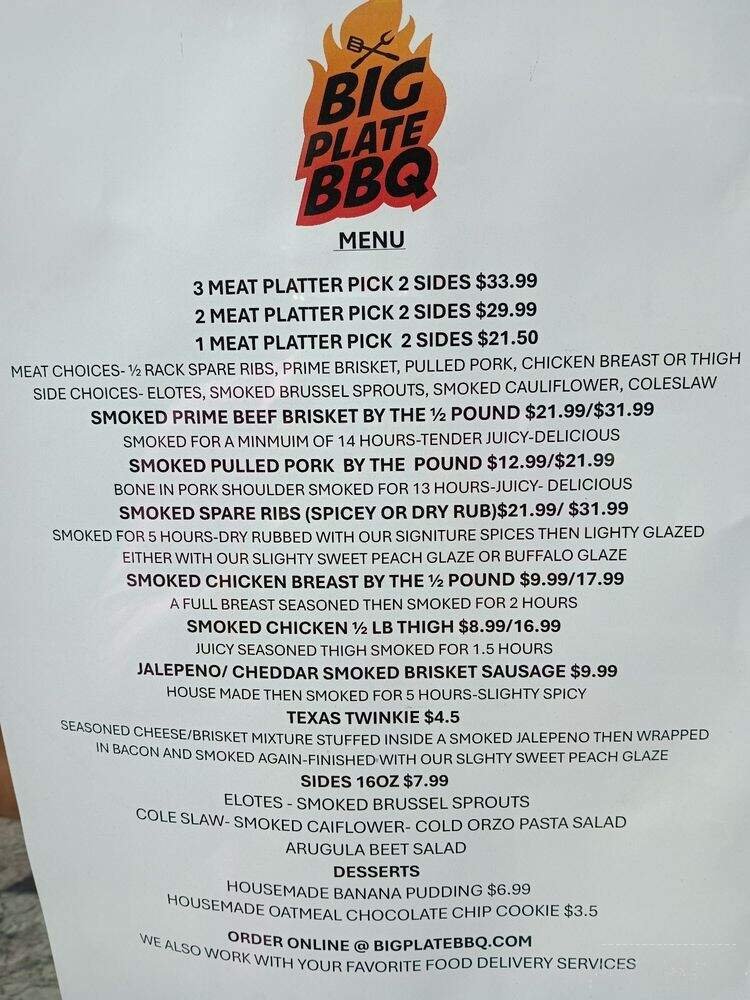 BIG
PLATE
BBQ
MENU
3 MEAT PLATTER PICK 2 SIDES $33.99
2 MEAT PLATTER PICK 2 SIDES $29.99
1 MEAT PLATTER PICK 2 SIDES $21.50
MEAT CHOICES- ½ RACK SPARE RIBS, PRIME BRISKET, PULLED PORK, CHICKEN BREAST OR THIGH
SIDE CHOICES- ELOTES, SMOKED BRUSSEL SPROUTS, SMOKED CAULIFLOWER, COLESLAW
SMOKED PRIME BEEF BRISKET BY THE ½ POUND $21.99/$31.99
SMOKED FOR A MINMUIM OF 14 HOURS-TENDER JUICY-DELICIOUS
SMOKED PULLED PORK BY THE POUND $12.99/$21.99
BONE IN PORK SHOULDER SMOKED FOR 13 HOURS-JUICY- DELICIOUS
SMOKED SPARE RIBS (SPICEY OR DRY RUB)$21.99/ $31.99
SMOKED FOR 5 HOURS-DRY RUBBED WITH OUR SIGNITURE SPICES THEN LIGHTY GLAZED
EITHER WITH OUR SLIGHTY SWEET PEACH GLAZE OR BUFFALO GLAZE
SMOKED CHICKEN BREAST BY THE ½ POUND $9.99/17.99
A FULL BREAST SEASONED THEN SMOKED FOR 2 HOURS
SMOKED CHICKEN ½ LB THIGH $8.99/16.99
JUICY SEASONED THIGH SMOKED FOR 1.5 HOURS
JALEPENO/ CHEDDAR SMOKED BRISKET SAUSAGE $9.99
HOUSE MADE THEN SMOKED FOR 5 HOURS-SLIGHTY SPICY
TEXAS TWINKIE $4.5
SEASONED CHEESE/BRISKET MIXTURE STUFFED INSIDE A SMOKED JALEPENO THEN WRAPPED
IN BACON AND SMOKED AGAIN-FINISHED WITH OUR SLGHTY SWEET PEACH GLAZE
SIDES 16OZ $7.99
ELOTES - SMOKED BRUSSEL SPROUTS
COLE SLAW- SMOKED CAIFLOWER- COLD ORZO PASTA SALAD
ARUGULA BEET SALAD
DESSERTS
HOUSEMADE BANANA PUDDING $6.99
HOUSEMADE OATMEAL CHOCOLATE CHIP COOKIE $3.5
ORDER ONLINE @ BIGPLATEBBQ.COM
WE ALSO WORK WITH YOUR FAVORITE FOOD DELIVERY SERVICES